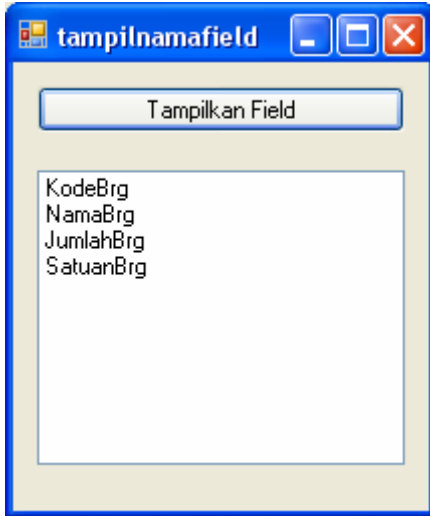 tampilnamafield
Tampilkan Field
KodeBrg
NamaBrg
JumlahBrg
SatuanBrg